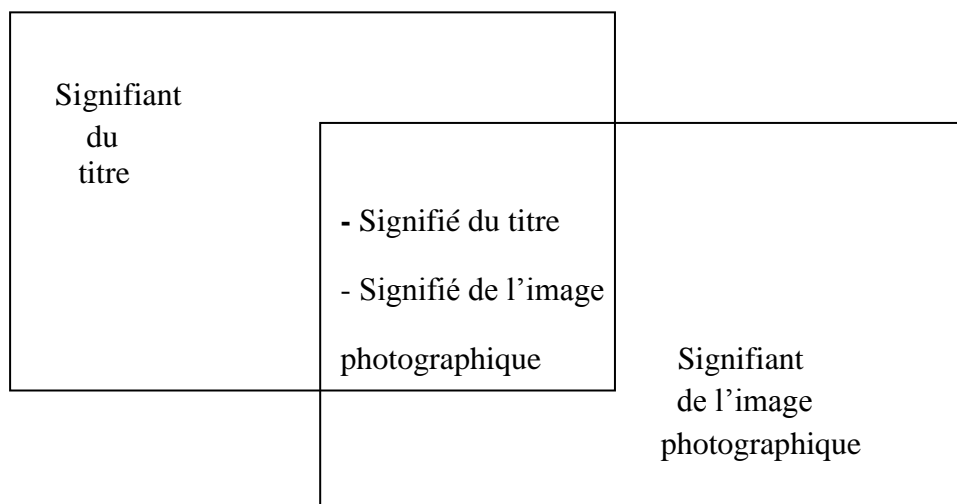 Signifiant
du
titre
- Signifié du titre
- Signifié de l’image
photographique
Signifiant
de l’image
photographique